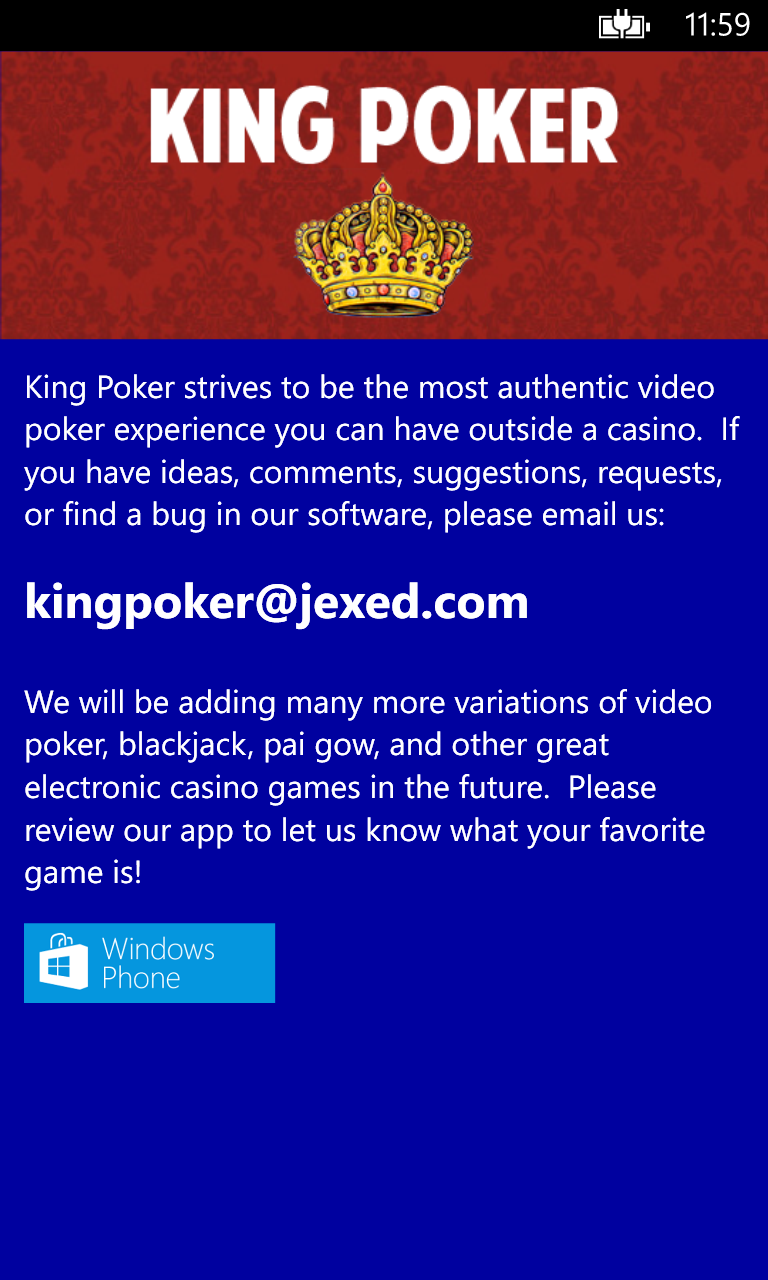 11:59
KING POKER
King Poker strives to be the most authentic video
poker experience you can have outside a casino.  If
you have ideas, comments, suggestions, requests,
or find a bug in our software, please email us:
kingpoker@jexed.com
We will be adding many more variations of video
poker, blackjack, pai gow, and other great
electronic casino games in the future.  Please
review our app to let us know what your favorite
game is!
Windows
Phone